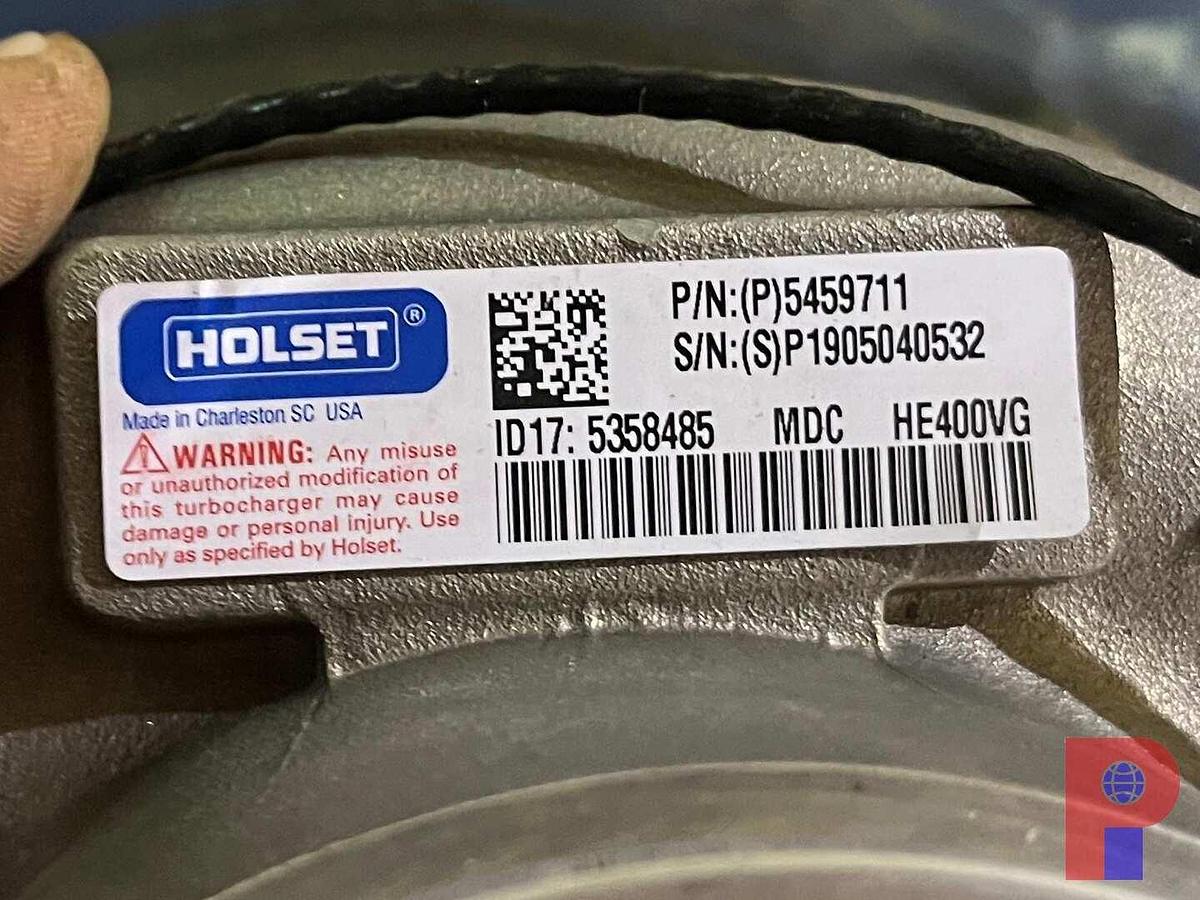 HOLSET®
Made in Charleston SC USA
WARNING: Any misuse
or unauthorized modification of
this turbocharger may cause
damage or personal injury. Use
only as specified by Holset.
P/N:(P)5459711
S/N:(S)P1905040532
ID17: 5358485 MDC HE400VG
PI